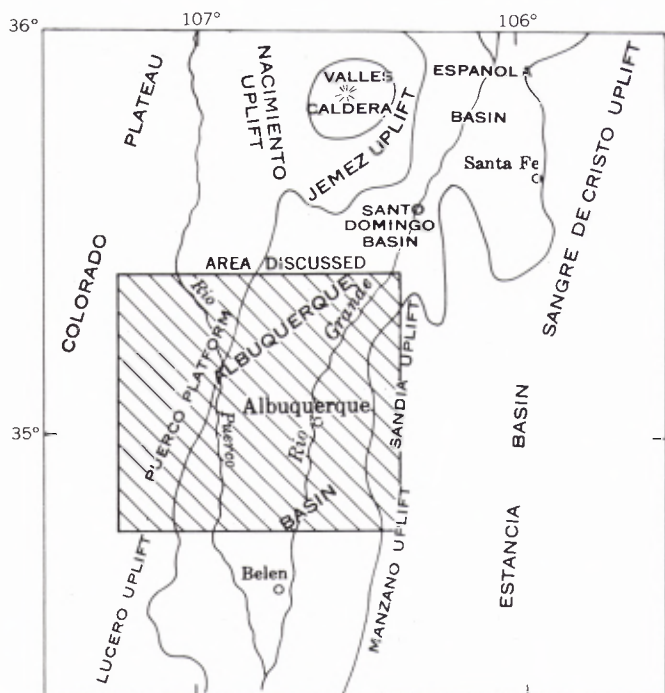 36°
107°
106°
PLATEAU
NACIMIENTO
UPLIFT
VALLES
CALDERA
JEMEZ UPLIFT
ESPANOLA
BASIN
Santa Fe
SANTO
DOMINGO
BASIN
SANGRE DE CRISTO UPLIFT
COLORADO
AREA DISCUSSED
Rio
Puerco
PUERCO PLATFORM
ALBUQUERQUE
BASIN
Rio
Grande
Albuquerque
SANDIA UPLIFT
35°
MANZANO UPLIFT
ESTANCIA
BASIN
LUCERO UPLIFT
Belen